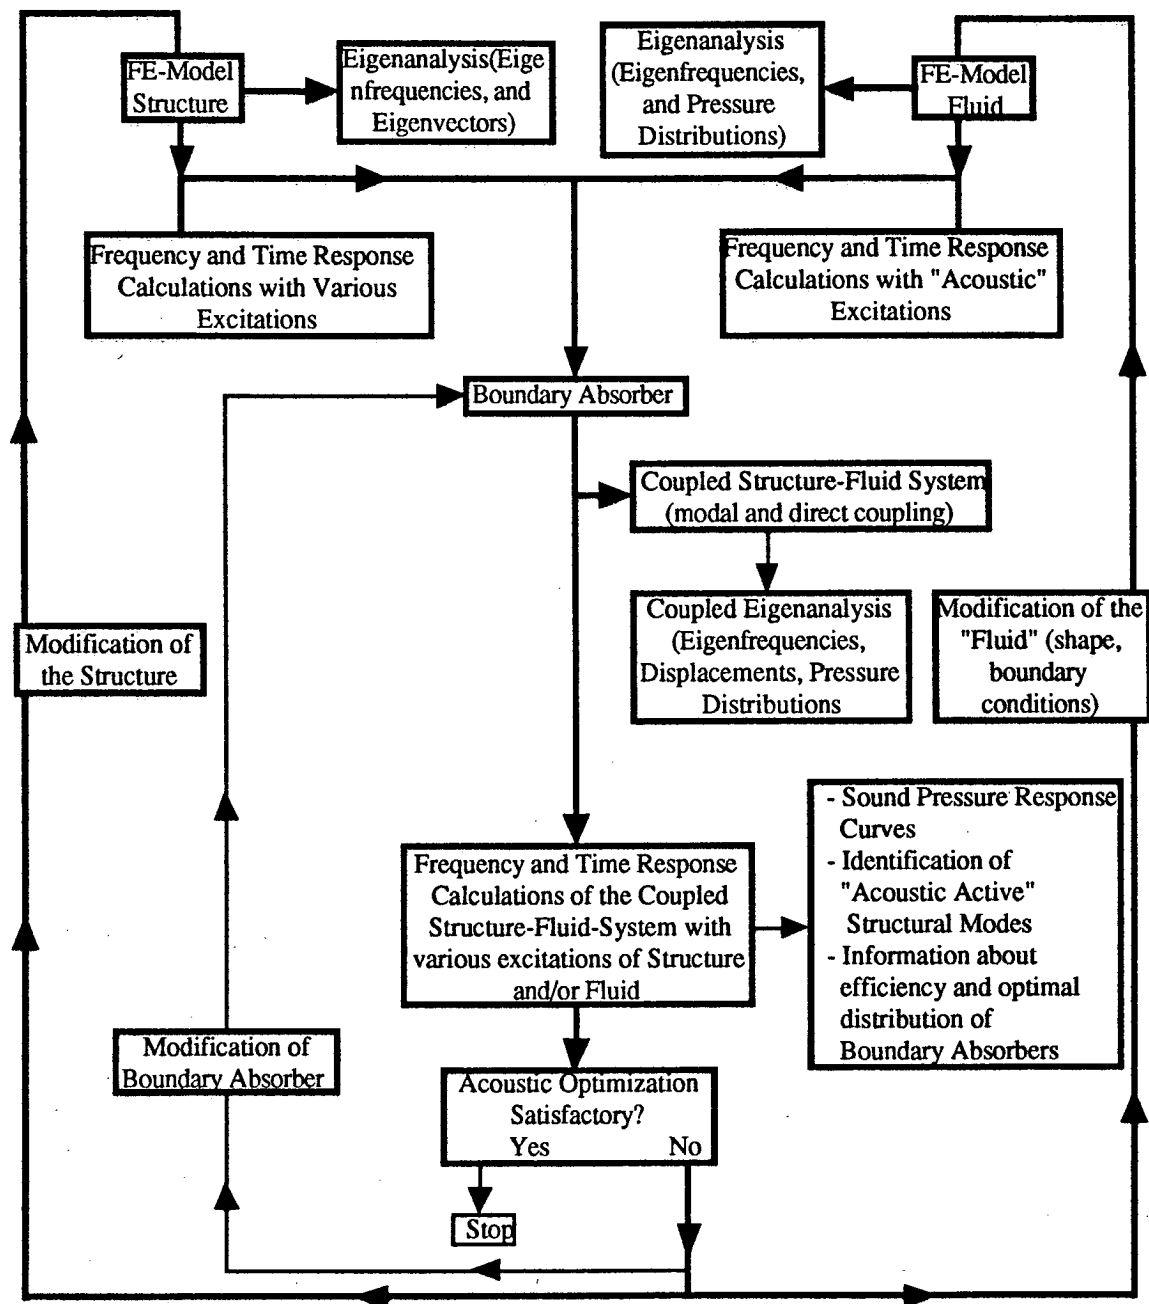 FE-Model
Structure
Eigenanalysis(Eige
nfrequencies, and
Eigenvectors)
Eigenanalysis
(Eigenfrequencies,
and Pressure
Distributions)
FE-Model
Fluid
Frequency and Time Response
Calculations with Various
Excitations
Frequency and Time Response
Calculations with "Acoustic"
Excitations
Boundary Absorber
Coupled Structure-Fluid System
(modal and direct coupling)
Modification of
the Structure
Coupled Eigenanalysis
(Eigenfrequencies,
Displacements, Pressure
Distributions
Modification of the
"Fluid" (shape,
boundary
conditions)
- Sound Pressure Response
Curves
- Identification of
"Acoustic Active"
Structural Modes
- Information about
efficiency and optimal
distribution of
Boundary Absorbers
Frequency and Time Response
Calculations of the Coupled
Structure-Fluid-System with
various excitations of Structure
and/or Fluid
Modification of
Boundary Absorber
Acoustic Optimization
Satisfactory?
Yes No
Stop